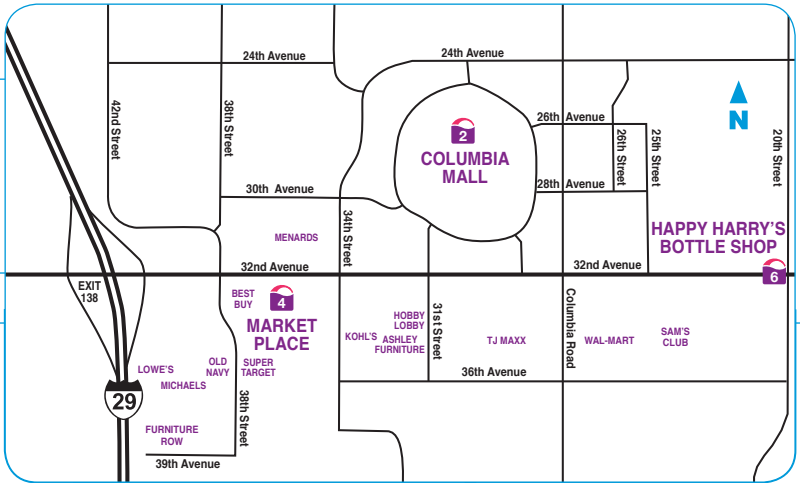 24th Avenue
24th Avenue
42nd Street
38th Street
26th Avenue
26th Street
25th Street
20th Street
N
2
COLUMBIA
MALL
30th Avenue
28th Avenue
34th Street
MENARDS
HAPPY HARRY'S
BOTTLE SHOP
6
32nd Avenue
32nd Avenue
EXIT
138
BEST
BUY
4
MARKET
PLACE
HOBBY
LOBBY
KOHL'S
ASHLEY
FURNITURE
31st Street
TJ MAXX
Columbia Road
WAL-MART
SAM'S
CLUB
LOWE'S
MICHAELS
OLD
NAVY
SUPER
TARGET
36th Avenue
29
38th Street
FURNITURE
ROW
39th Avenue